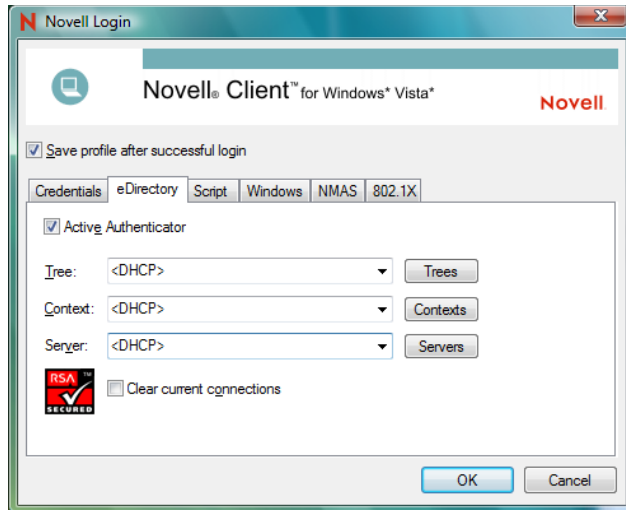 Novell Login
Novell® Client™ for Windows* Vista*
Novell.
Save profile after successful login
Credentials eDirectory Script Windows NMAS 802.1X
Active Authenticator
Tree: <DHCP> Trees
Context: <DHCP> Contexts
Server: <DHCP> Servers
RSA ™
SECURED
Clear current connections
OK Cancel